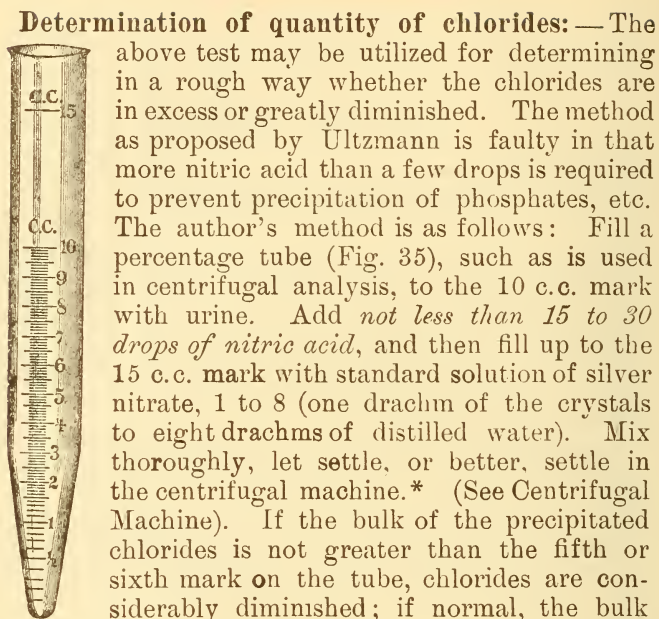 Determination of quantity of chlorides:—The
above test may be utilized for determining
in a rough way whether the chlorides are
in excess or greatly diminished. The method
as proposed by Ultzmann is faulty in that
more nitric acid than a few drops is required
to prevent precipitation of phosphates, etc.
The author's method is as follows: Fill a
percentage tube (Fig. 35), such as is used
in centrifugal analysis, to the 10 c.c. mark
with urine. Add not less than 15 to 30
drops of nitric acid, and then fill up to the
15 c.c. mark with standard solution of silver
nitrate, 1 to 8 (one drachm of the crystals
to eight drachms of distilled water). Mix
thoroughly, let settle, or better, settle in
the centrifugal machine.* (See Centrifugal
Machine). If the bulk of the precipitated
chlorides is not greater than the fifth or
sixth mark on the tube, chlorides are con-
siderably diminished; if normal, the bulk
C.C.
15
C.C.
10
9
8
7
6
5
4
3
2
1
½